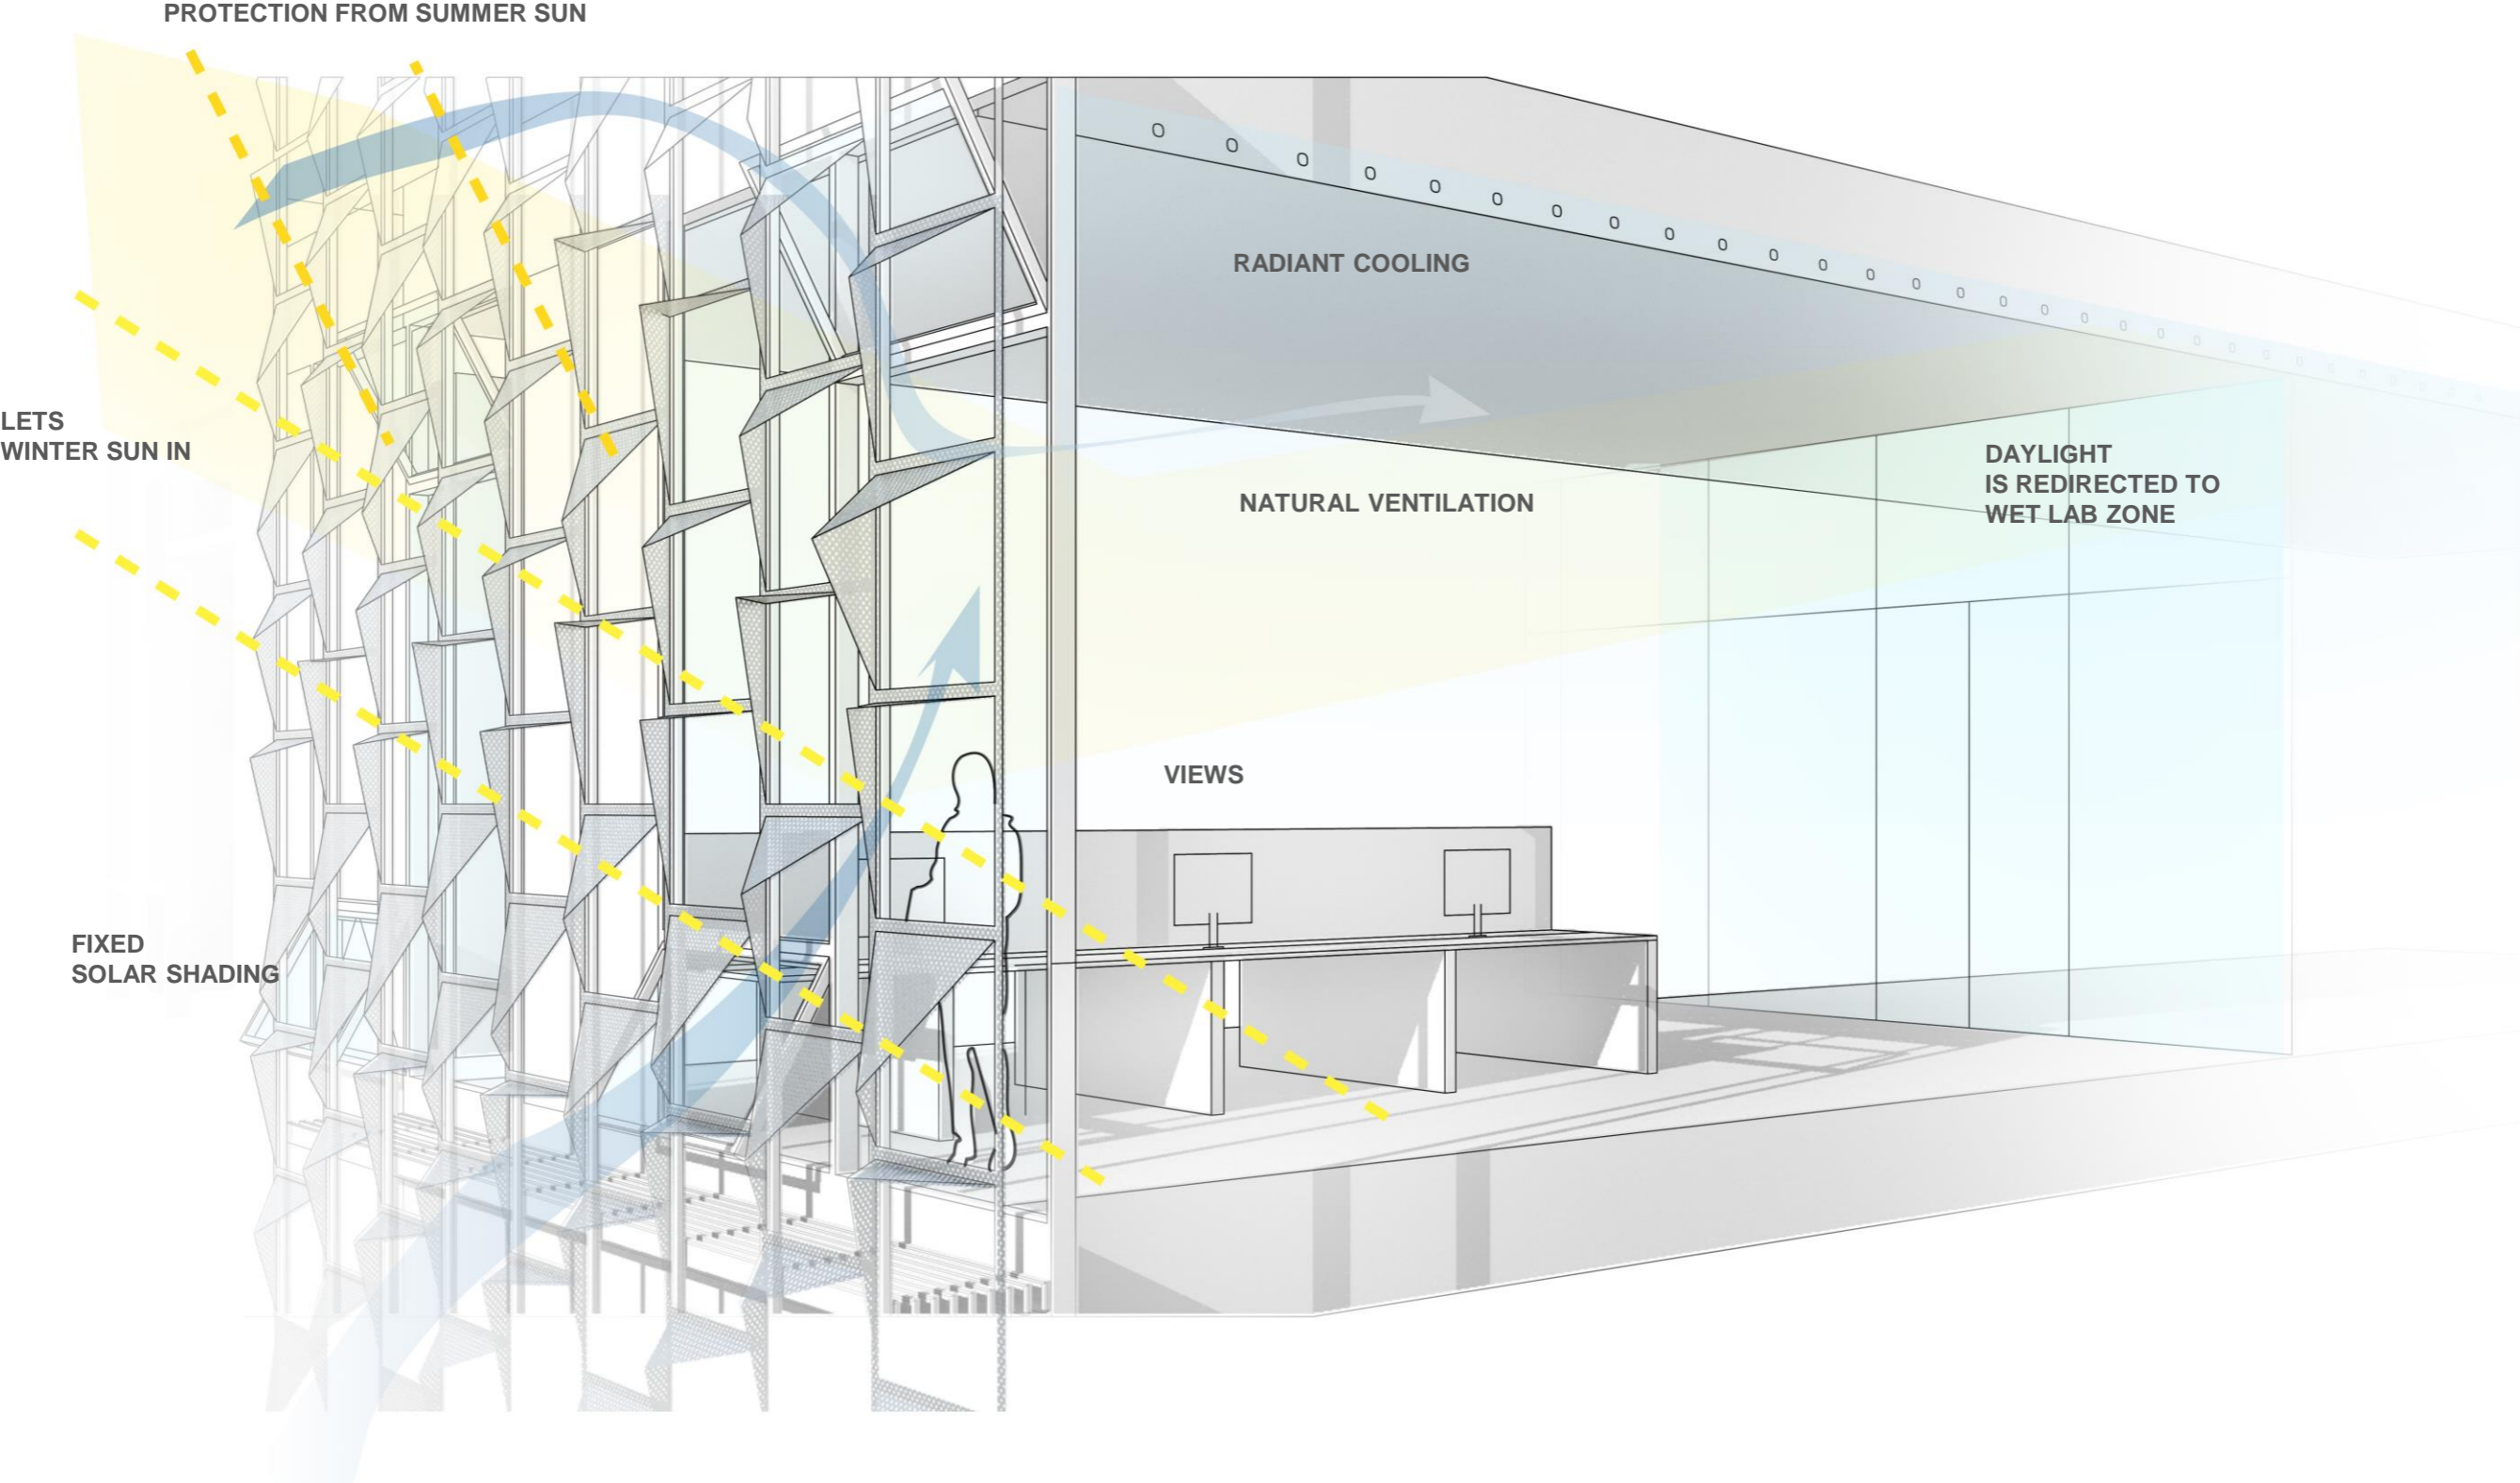 PROTECTION FROM SUMMER SUN
RADIANT COOLING
LETS
WINTER SUN IN
DAYLIGHT
IS REDIRECTED TO
WET LAB ZONE
NATURAL VENTILATION
VIEWS
FIXED
SOLAR SHADING